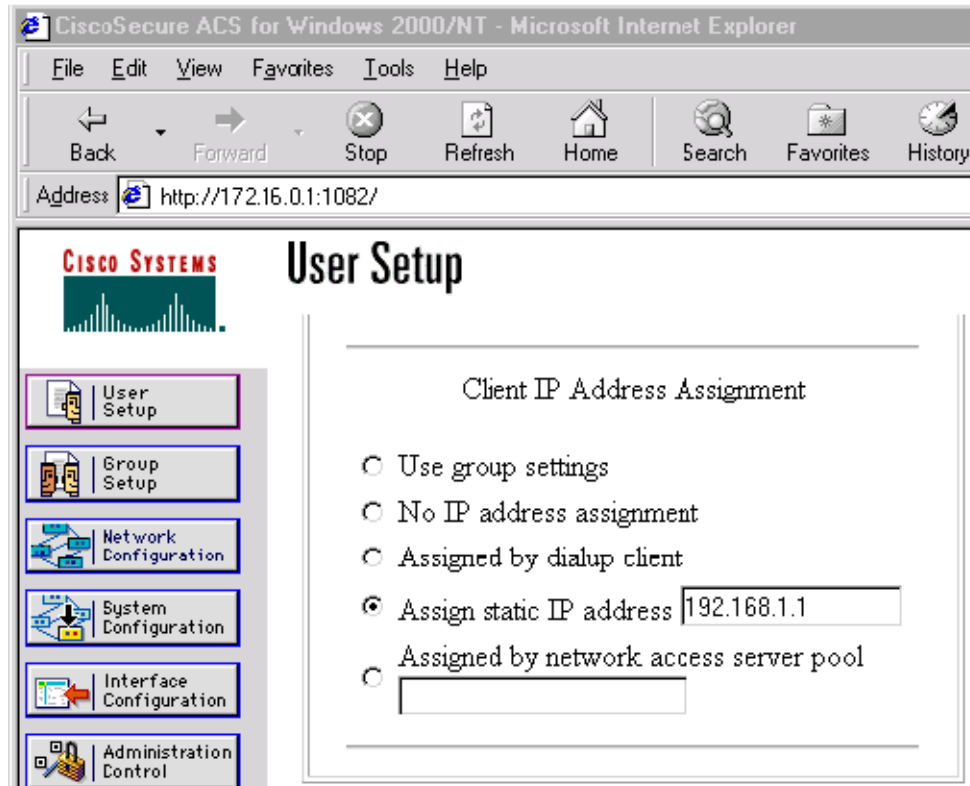 CiscoSecure ACS for Windows 2000/NT - Microsoft Internet Explorer
File Edit View Favorites Tools Help
Back Forward Stop Refresh Home Search Favorites History
Address http://172.16.0.1:1082/
CISCO SYSTEMS
User Setup
User
Setup
Group
Setup
Network
Configuration
System
Configuration
Interface
Configuration
Administration
Control
Client IP Address Assignment
Use group settings
No IP address assignment
Assigned by dialup client
Assign static IP address 192.168.1.1
Assigned by network access server pool